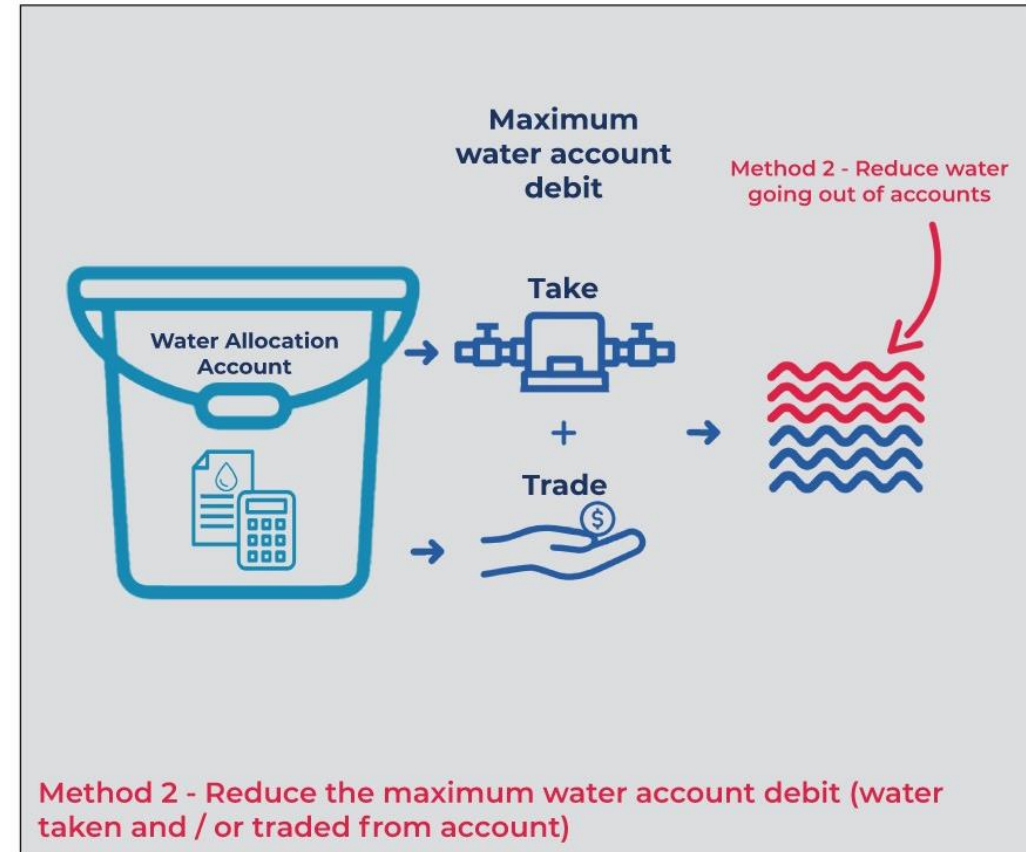 Maximum
water account
debit
Method 2 - Reduce water
going out of accounts
Water Allocation
Account
Take
+
Trade
$
Method 2 - Reduce the maximum water account debit (water
taken and / or traded from account)